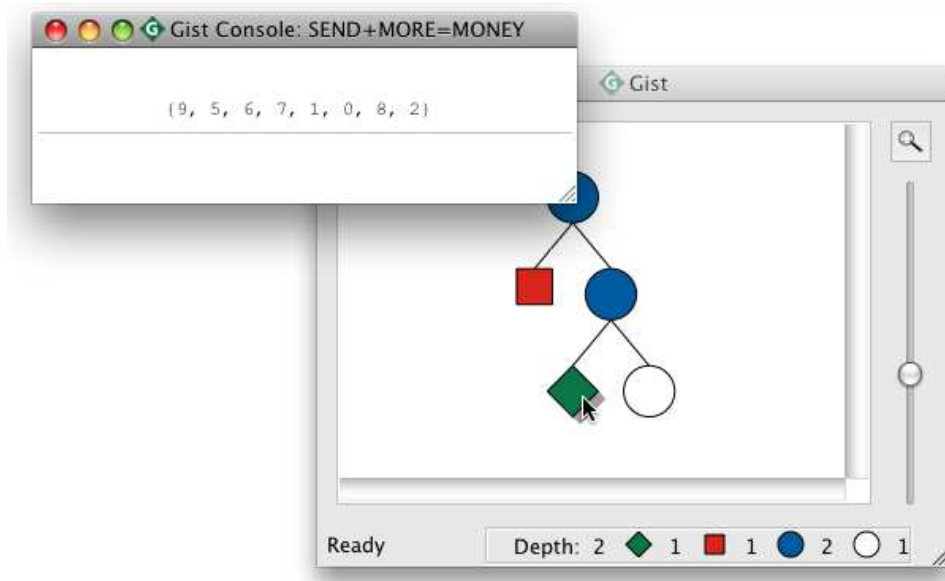 Gist Console: SEND+MORE=MONEY
{9, 5, 6, 7, 1, 0, 8, 2}
Gist
Ready
Depth: 2 1 1 2 1